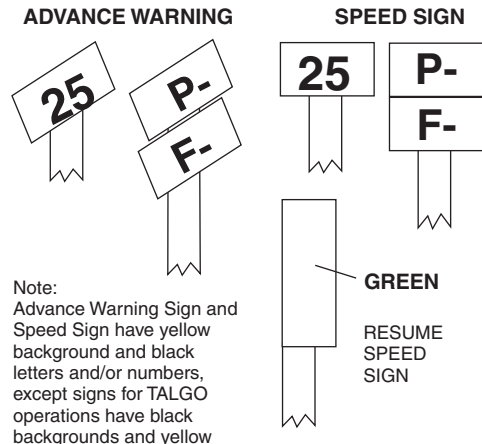 ADVANCE WARNING
25
P-
F-
SPEED SIGN
25
P-
F-
GREEN
RESUME
SPEED
SIGN
Note:
Advance Warning Sign and
Speed Sign have yellow
background and black
letters and/or numbers,
except signs for TALGO
operations have black
backgrounds and yellow